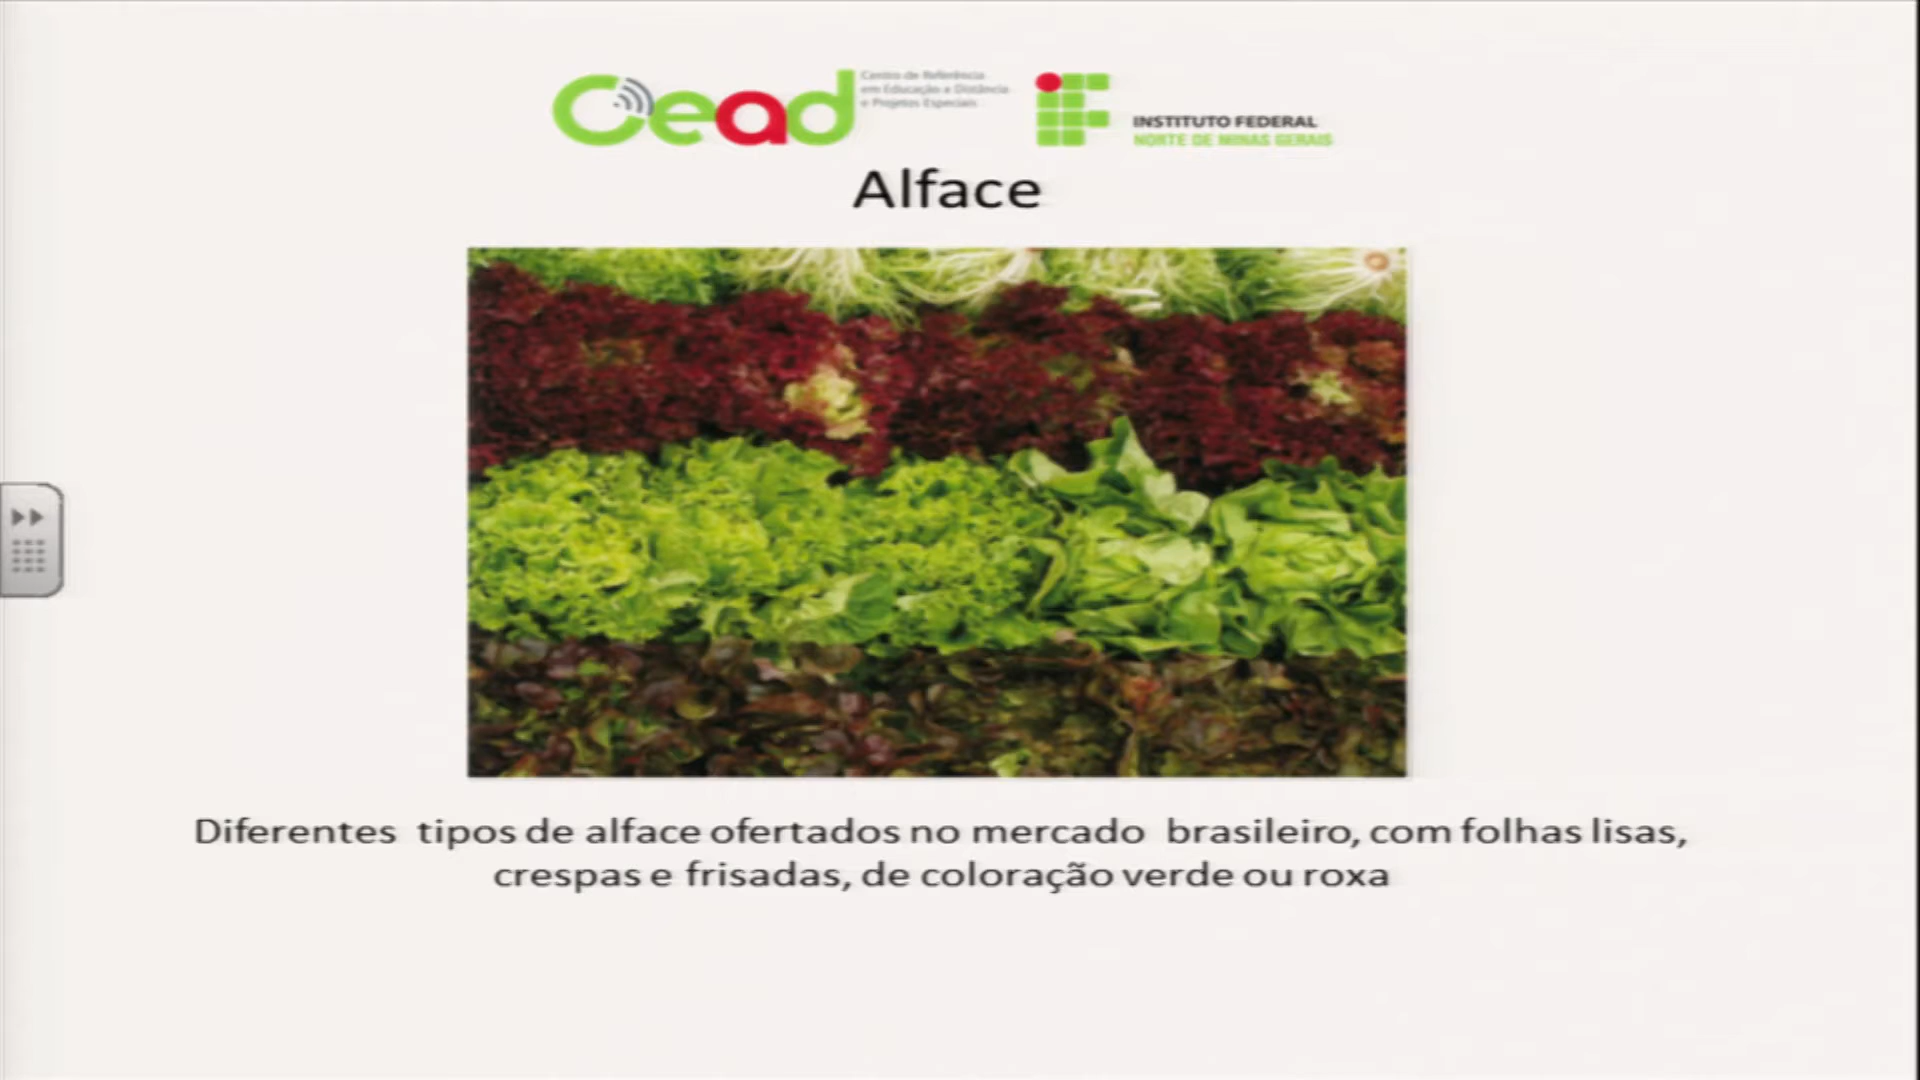 Cead
Centro de Referência
em Educação a Distância
e Projetos Especiais
INSTITUTO FEDERAL
NORTE DE MINAS GERAIS
Alface
Diferentes tipos de alface ofertados no mercado brasileiro, com folhas lisas,
crespas e frisadas, de coloração verde ou roxa